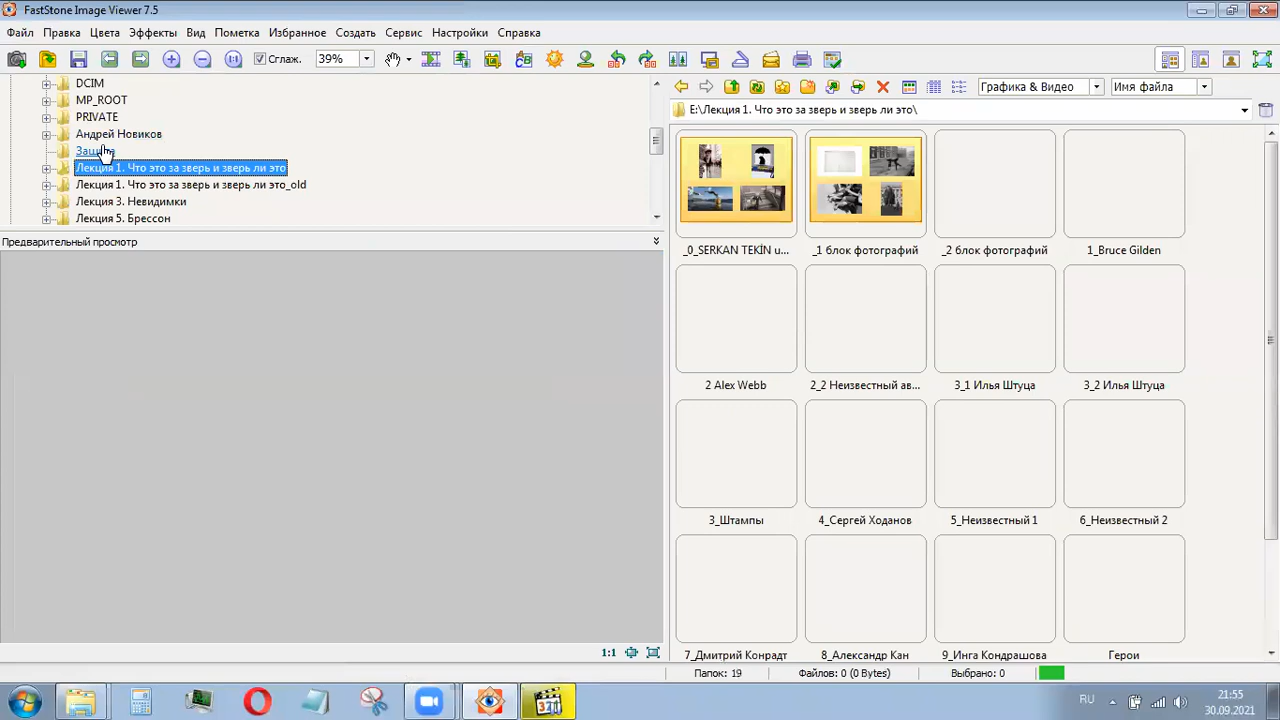 FastStone Image Viewer 7.5
Файл Правка Цвета Эффекты Вид Пометка Избранное Создать Сервис Настройки Справка
Сглаж. 39%
DCIM
MP_ROOT
PRIVATE
Андрей Новиков
Лекция 1. Что это за зверь и зверь ли это
Лекция 1. Что это за зверь и зверь ли это_old
Лекция 3. Невидимки
Лекция 5. Брессон
Предварительный просмотр
1:1
Графика & Видео Имя файла
E:\Лекция 1. Что это за зверь и зверь ли это\
_0_SERKAN TEKİN u... _1 блок фотографий _2 блок фотографий 1_Bruce Gilden
2 Alex Webb 2_2 Неизвестный ав... 3_1 Илья Штуца 3_2 Илья Штуца
3_Штампы 4_Сергей Ходанов 5_Неизвестный 1 6_Неизвестный 2
7_Дмитрий Конрадт 8_Александр Кан 9_Инга Кондрашова Герои
Папок: 19 Файлов: 0 (0 Bytes) Выбрано: 0
RU 21:55
30.09.2021